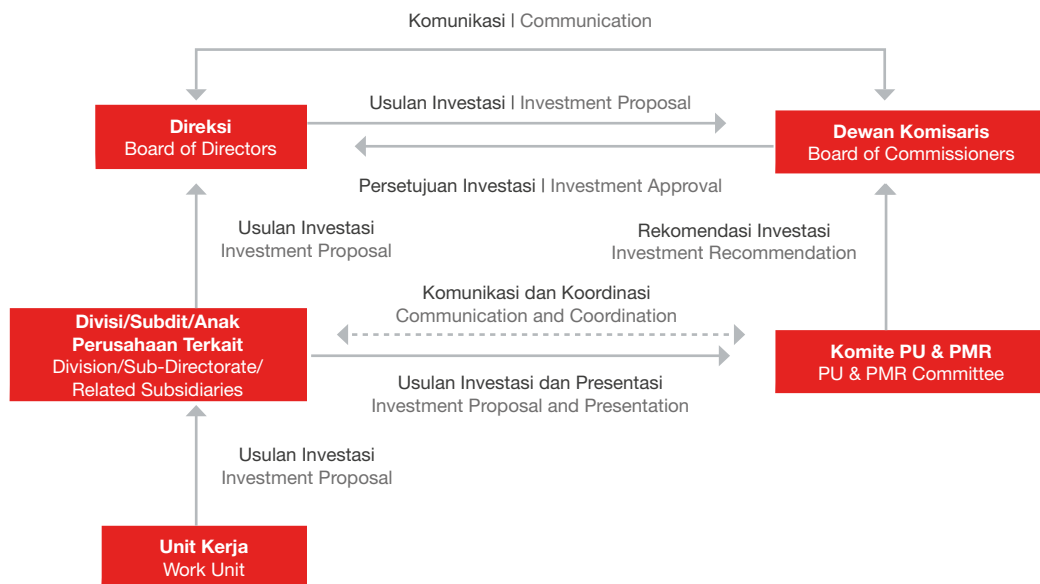 Komunikasi | Communication
Direksi
Board of Directors
Usulan Investasi | Investment Proposal
Dewan Komisaris
Board of Commissioners
Persetujuan Investasi | Investment Approval
Usulan Investasi
Investment Proposal
Rekomendasi Investasi
Investment Recommendation
Divisi/Subdit/Anak
Perusahaan Terkait
Division/Sub-Directorate/
Related Subsidiaries
Komunikasi dan Koordinasi
Communication and Coordination
Komite PU & PMR
PU & PMR Committee
Usulan Investasi dan Presentasi
Investment Proposal and Presentation
Usulan Investasi
Investment Proposal
Unit Kerja
Work Unit